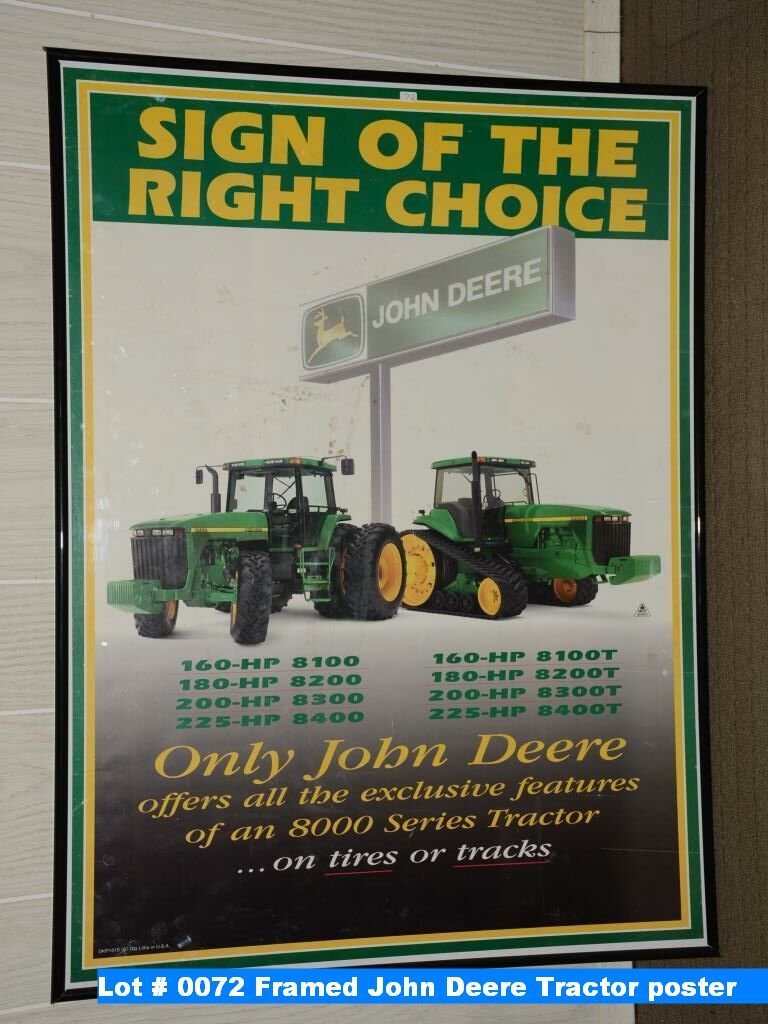 SIGN OF THE
RIGHT CHOICE
JOHN DEERE
160-HP 8100
180-HP 8200
200-HP 8300
225-HP 8400
160-HP 8100T
180-HP 8200T
200-HP 8300T
225-HP 8400T
Only John Deere
offers all the exclusive features
of an 8000 Series Tractor
...on tires or tracks
Litho in U.S.A.
Lot # 0072 Framed John Deere Tractor poster